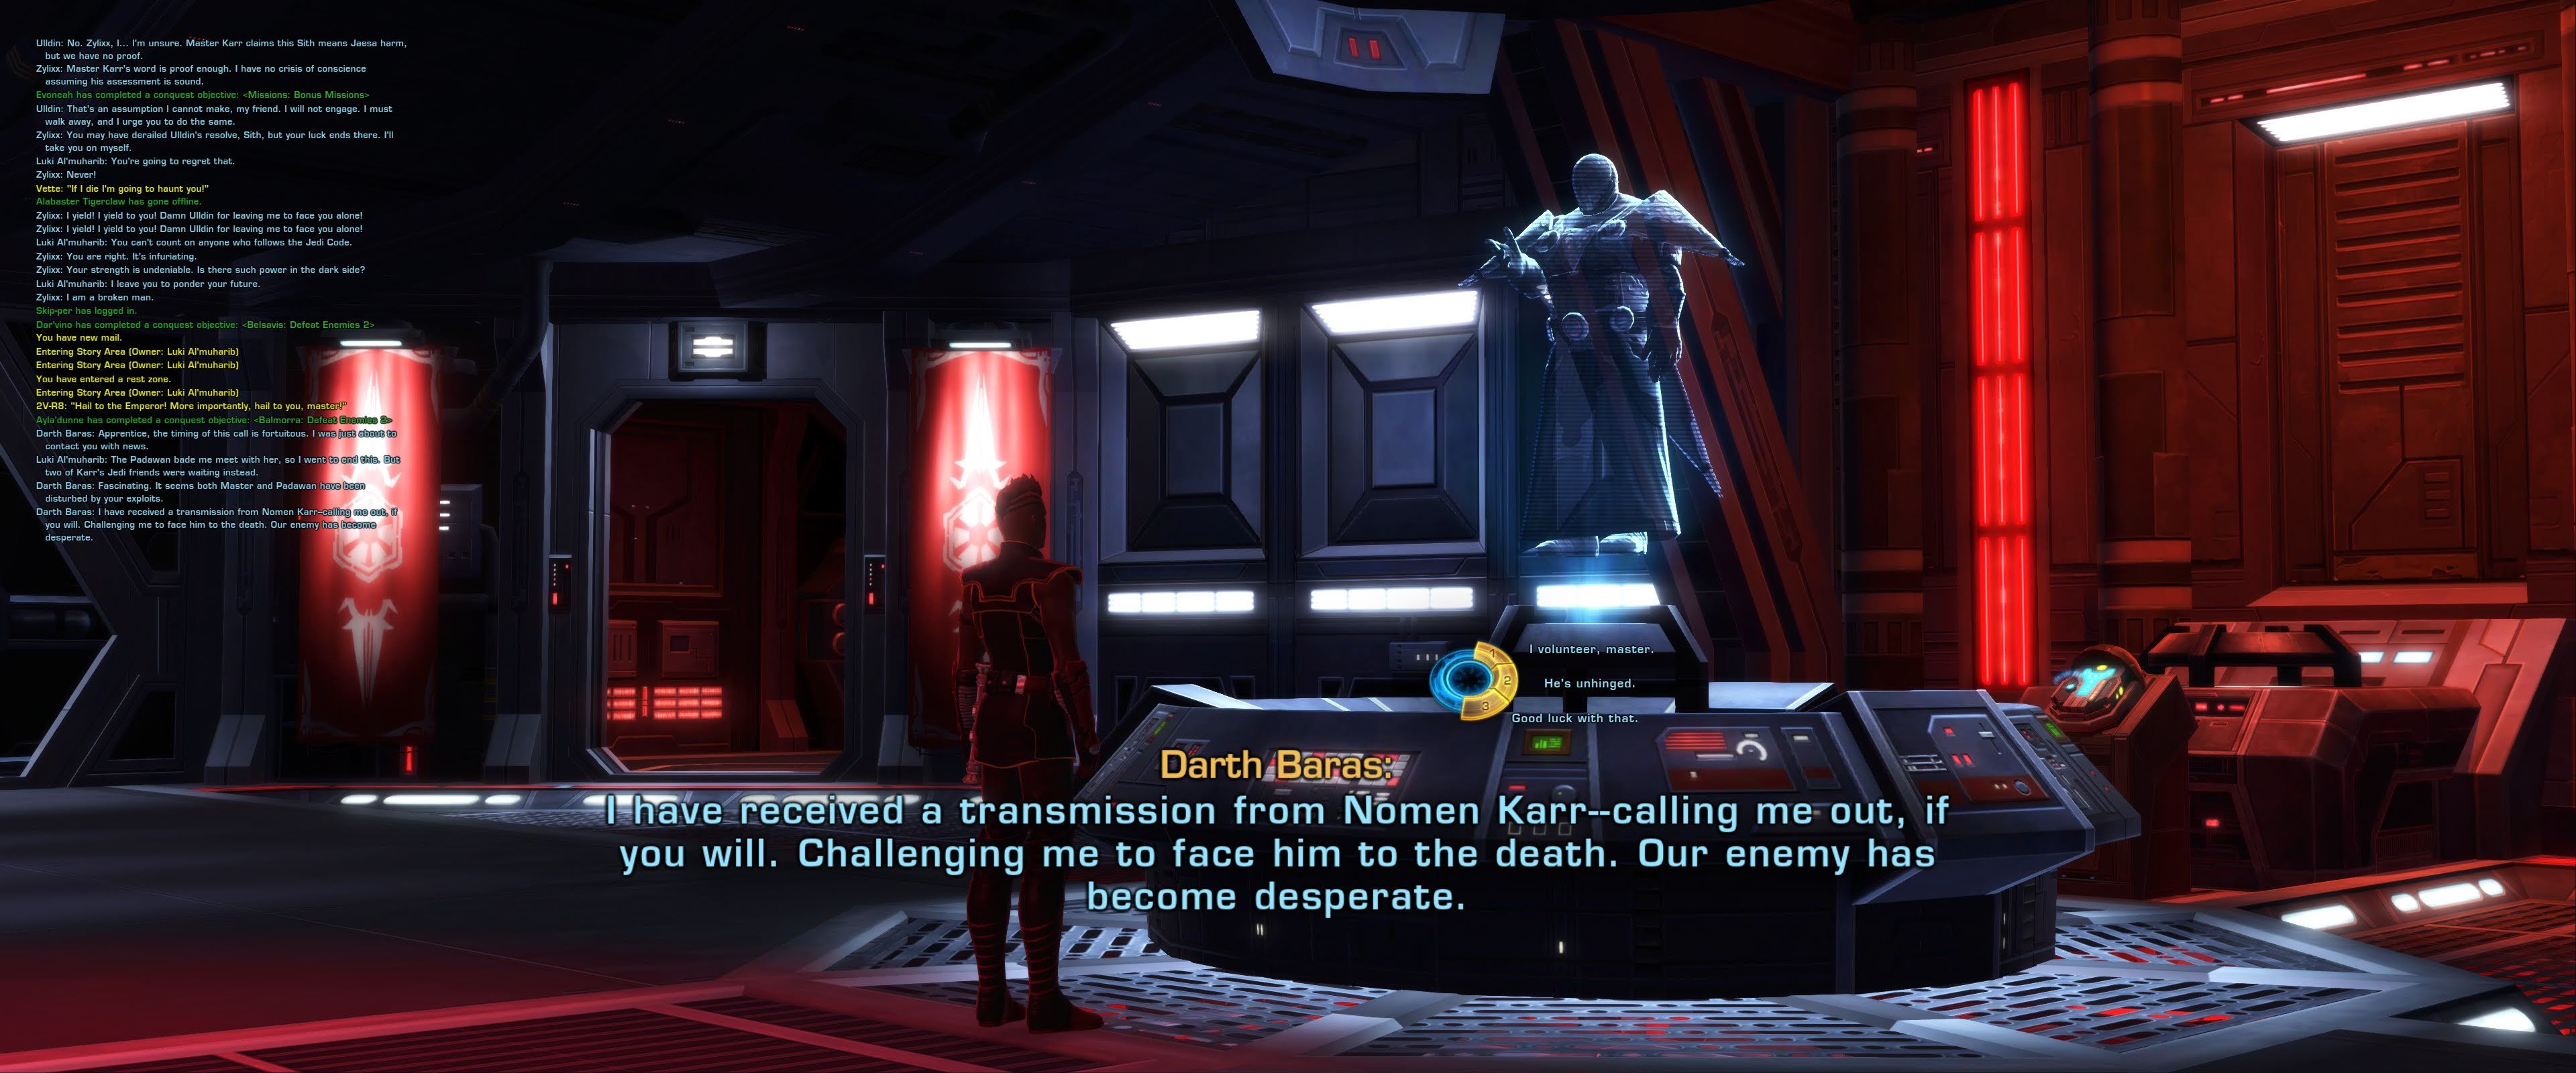 Ulldin: No. Zylixx, I... I'm unsure. Master Karr claims this Sith means Jaesa harm,
but we have no proof.
Zylixx: Master Karr's word is proof enough. I have no crisis of conscience
assuming his assessment is sound.
Evoneah has completed a conquest objective: <Missions: Bonus Missions>
Ulldin: That's an assumption I cannot make, my friend. I will not engage. I must
walk away, and I urge you to do the same.
Zylixx: You may have derailed Ulldin's resolve, Sith, but your luck ends there. I'll
take you on myself.
Luki Al'muharib: You're going to regret that.
Zylixx: Never!
Vette: "If I die I'm going to haunt you!"
Alabaster Tigerclaw has gone offline.
Zylixx: I yield! I yield to you! Damn Ulldin for leaving me to face you alone!
Zylixx: I yield! I yield to you! Damn Ulldin for leaving me to face you alone!
Luki Al'muharib: You can't count on anyone who follows the Jedi Code.
Zylixx: You are right. It's infuriating.
Zylixx: Your strength is undeniable. Is there such power in the dark side?
Luki Al'muharib: I leave you to ponder your future.
Zylixx: I am a broken man.
Skip-per has logged in.
Dar'vino has completed a conquest objective: <Belsavis: Defeat Enemies 2>
You have new mail.
Entering Story Area (Owner: Luki Al'muharib)
Entering Story Area (Owner: Luki Al'muharib)
You have entered a rest zone.
Entering Story Area (Owner: Luki Al'muharib)
2V-R8: "Hail to the Emperor! More importantly, hail to you, master!"
Ayla'dunne has completed a conquest objective: <Balmorra: Defeat Enemies 2>
Darth Baras: Apprentice, the timing of this call is fortuitous. I was just about to
contact you with news.
Luki Al'muharib: The Padawan bade me meet with her, so I went to end this. But
two of Karr's Jedi friends were waiting instead.
Darth Baras: Fascinating. It seems both Master and Padawan have been
disturbed by your exploits.
Darth Baras: I have received a transmission from Nomen Karr--calling me out, if
you will. Challenging me to face him to the death. Our enemy has become
desperate.
1
I volunteer, master.
2
He's unhinged.
3
Good luck with that.
Darth Baras:
I have received a transmission from Nomen Karr--calling me out, if
you will. Challenging me to face him to the death. Our enemy has
become desperate.